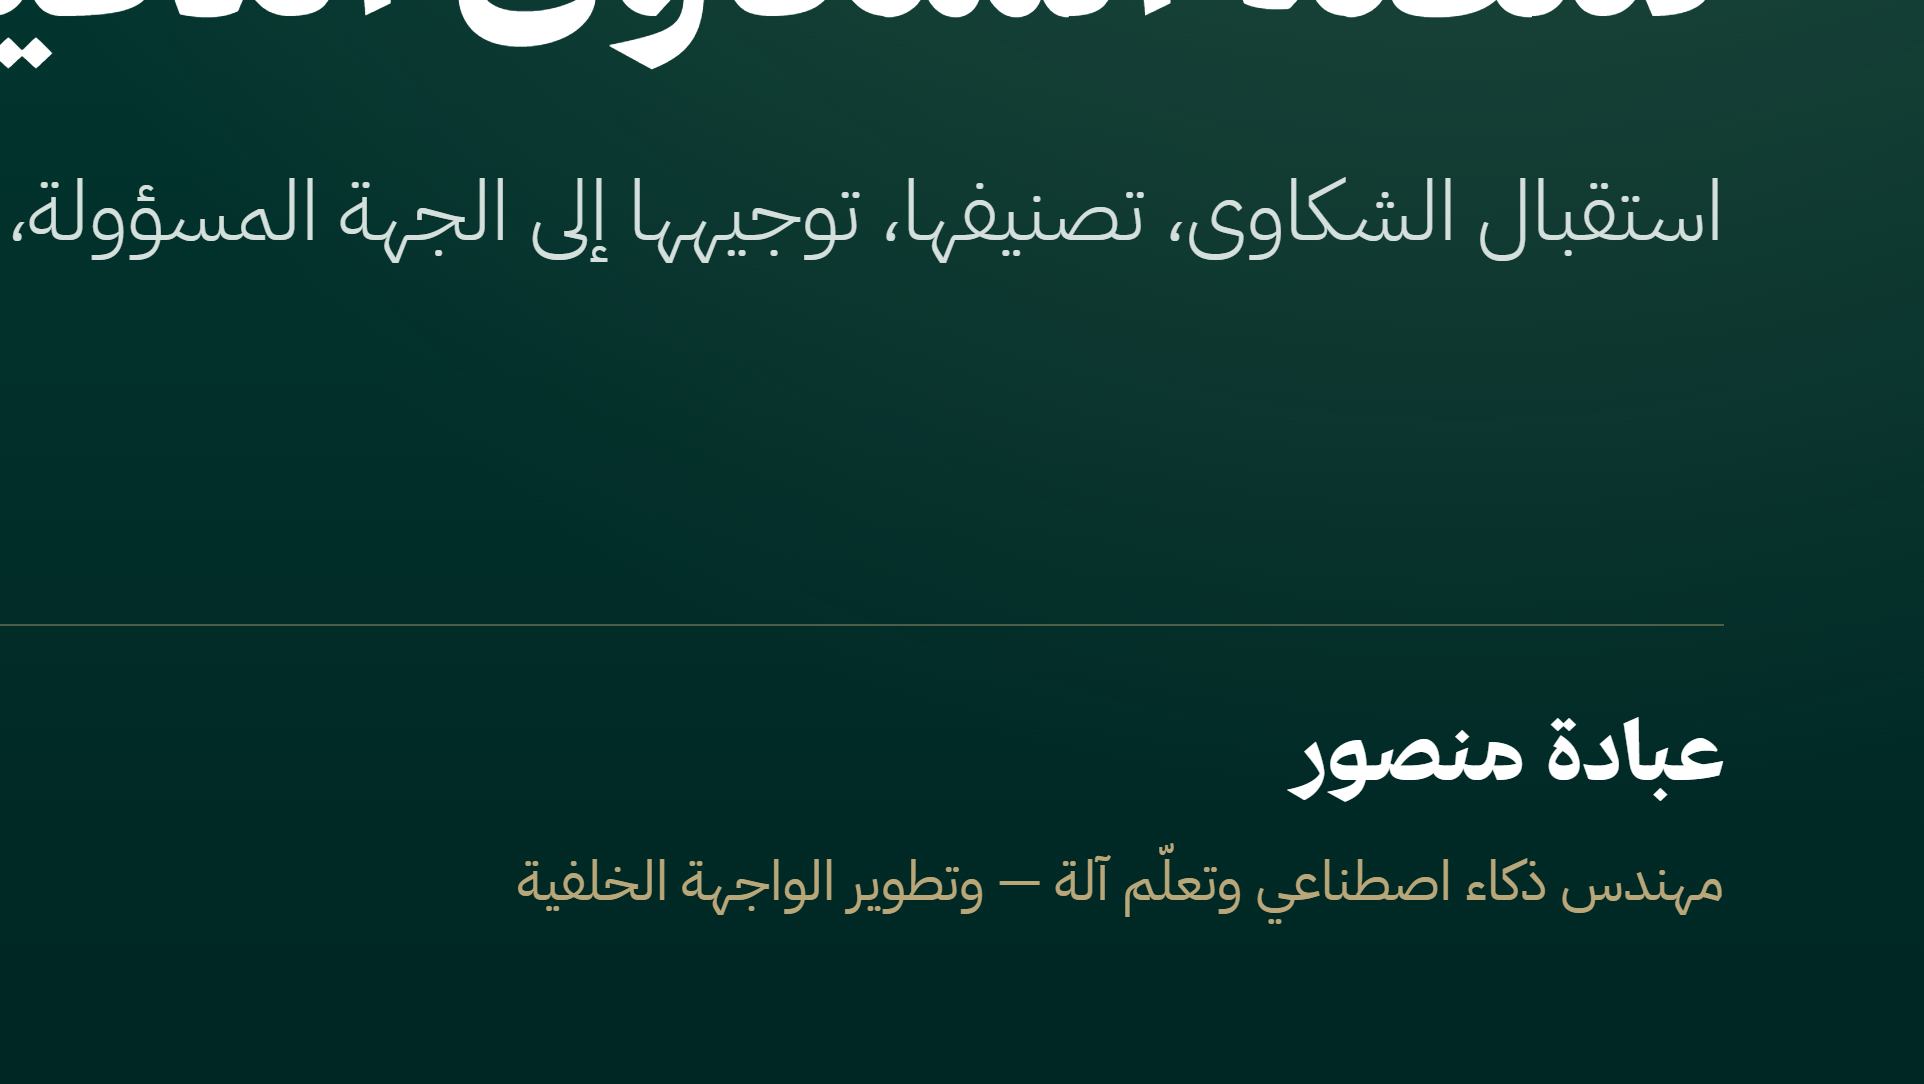 استقبال الشكاوى، تصنيفها، توجيهها إلى الجهة المسؤولة،
عبادة منصور
مهندس ذكاء اصطناعي وتعلّم آلة — وتطوير الواجهة الخلفية